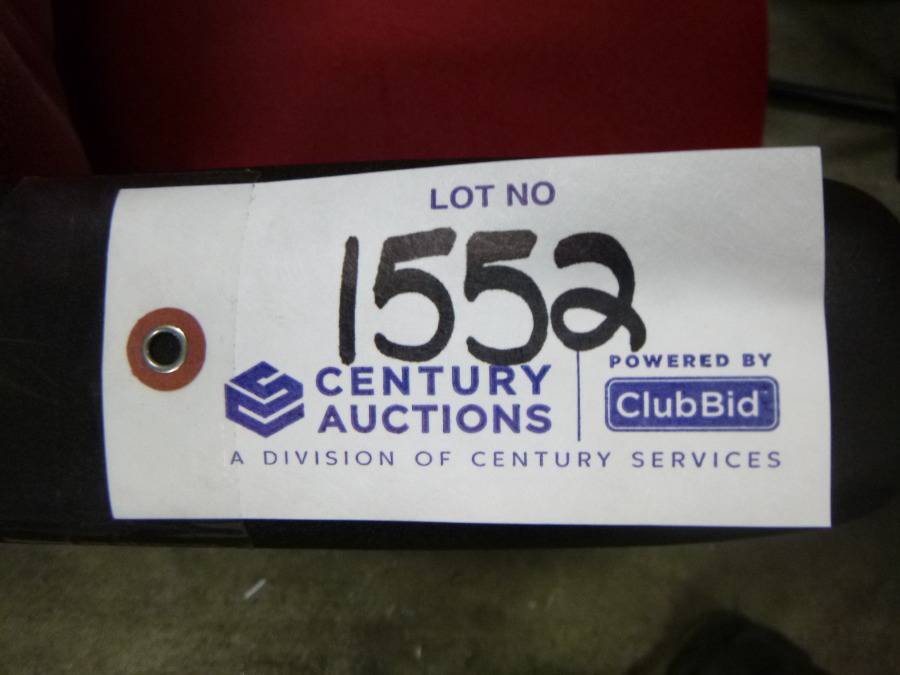 LOT NO
1552
CENTURY
AUCTIONS
POWERED BY
ClubBid
A DIVISION OF CENTURY SERVICES